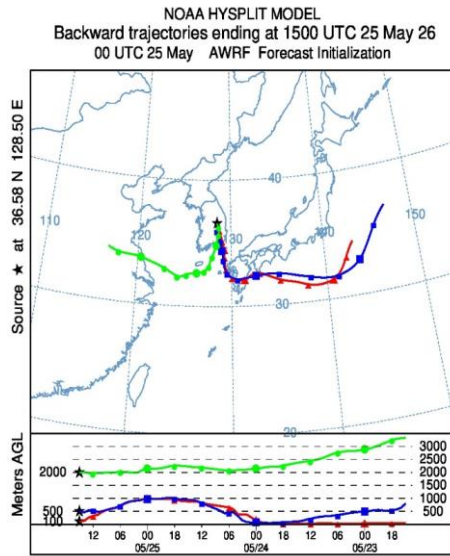 NOAA HYSPLIT MODEL
Backward trajectories ending at 1500 UTC 25 May 26
00 UTC 25 May AWRF Forecast Initialization
Source ★ at 36.58 N 128.50 E
110
120
130
140
150
40
30
20
Meters AGL
2000
500
100
3000
2500
2000
1500
1000
500
12 06 00 18 12 06 00 18 12 06 00 18
05/25 05/24 05/23